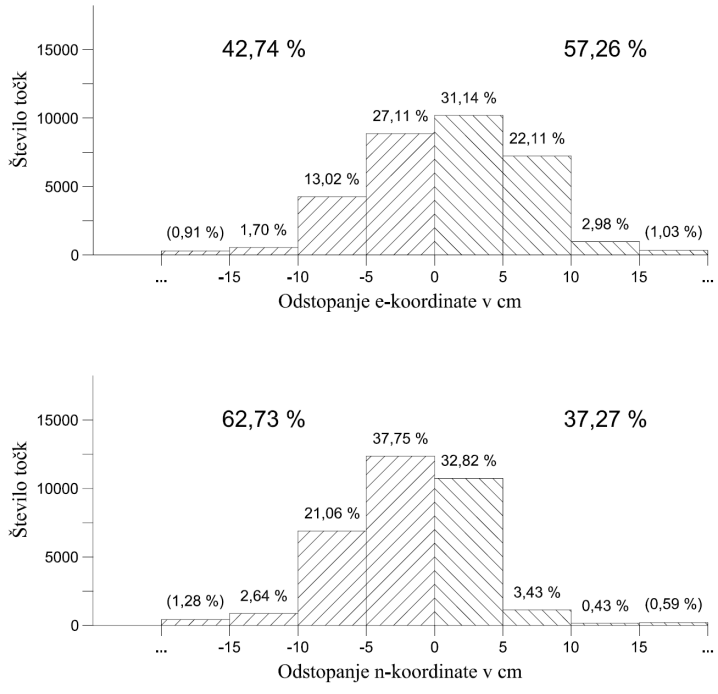 42,74 % 57,26 %
15000
31,14 %
27,11 %
10000
22,11 %
13,02 %
5000
(0,91 %) 1,70 % 2,98 % (1,03 %)
0
... -15 -10 -5 0 5 10 15 ...
Število točk
Odstopanje e-koordinate v cm
62,73 % 37,27 %
15000
37,75 %
32,82 %
10000
21,06 %
5000
(1,28 %) 2,64 % 3,43 % 0,43 % (0,59 %)
0
... -15 -10 -5 0 5 10 15 ...
Število točk
Odstopanje n-koordinate v cm